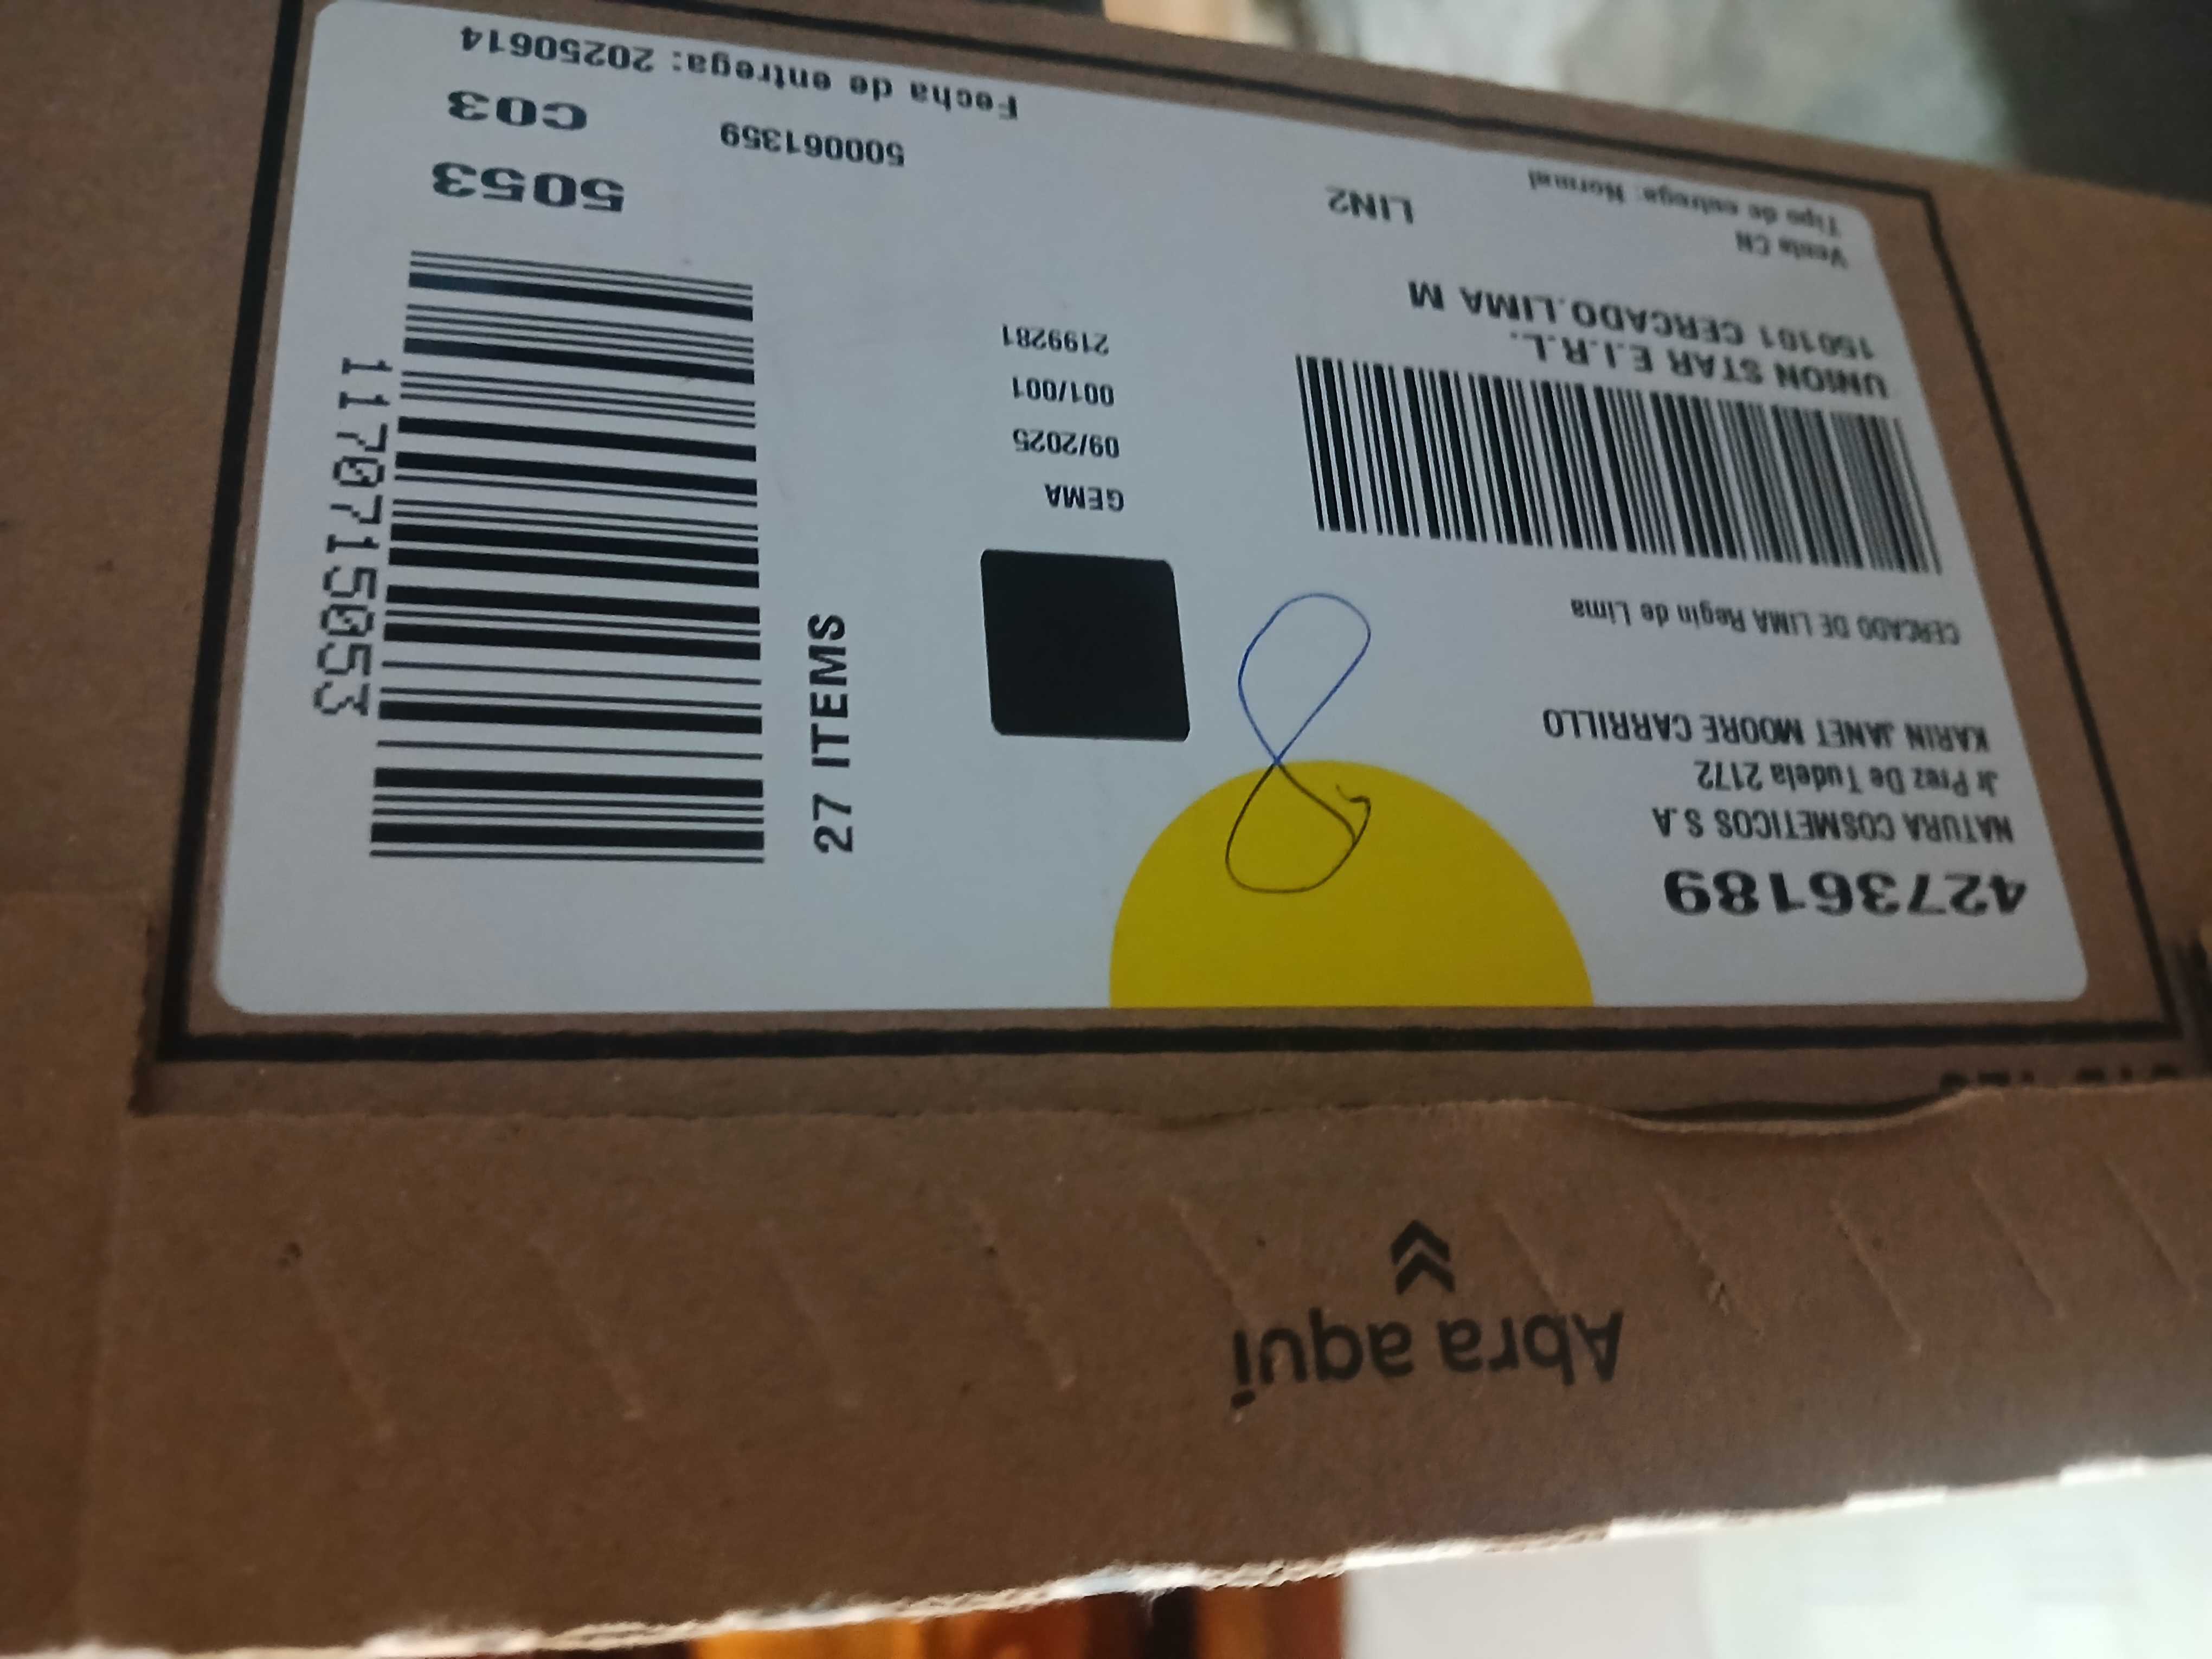 42736189
NATURA COSMETICOS S.A
Jr Prez De Tudela 2172
KARIN JANET MOORE CARRILLO
CERCADO DE LIMA Regin de Lima
UNION STAR E.I.R.L.
150101 CERCADO.LIMA M
Venta CN
Tipo de entrega: Normal
LIN2
GEMA
09/2025
001/001
2199281
27 ITEMS
1170715053
5053
C03
500061359
Fecha de entrega: 20250614
8
Abra aquí